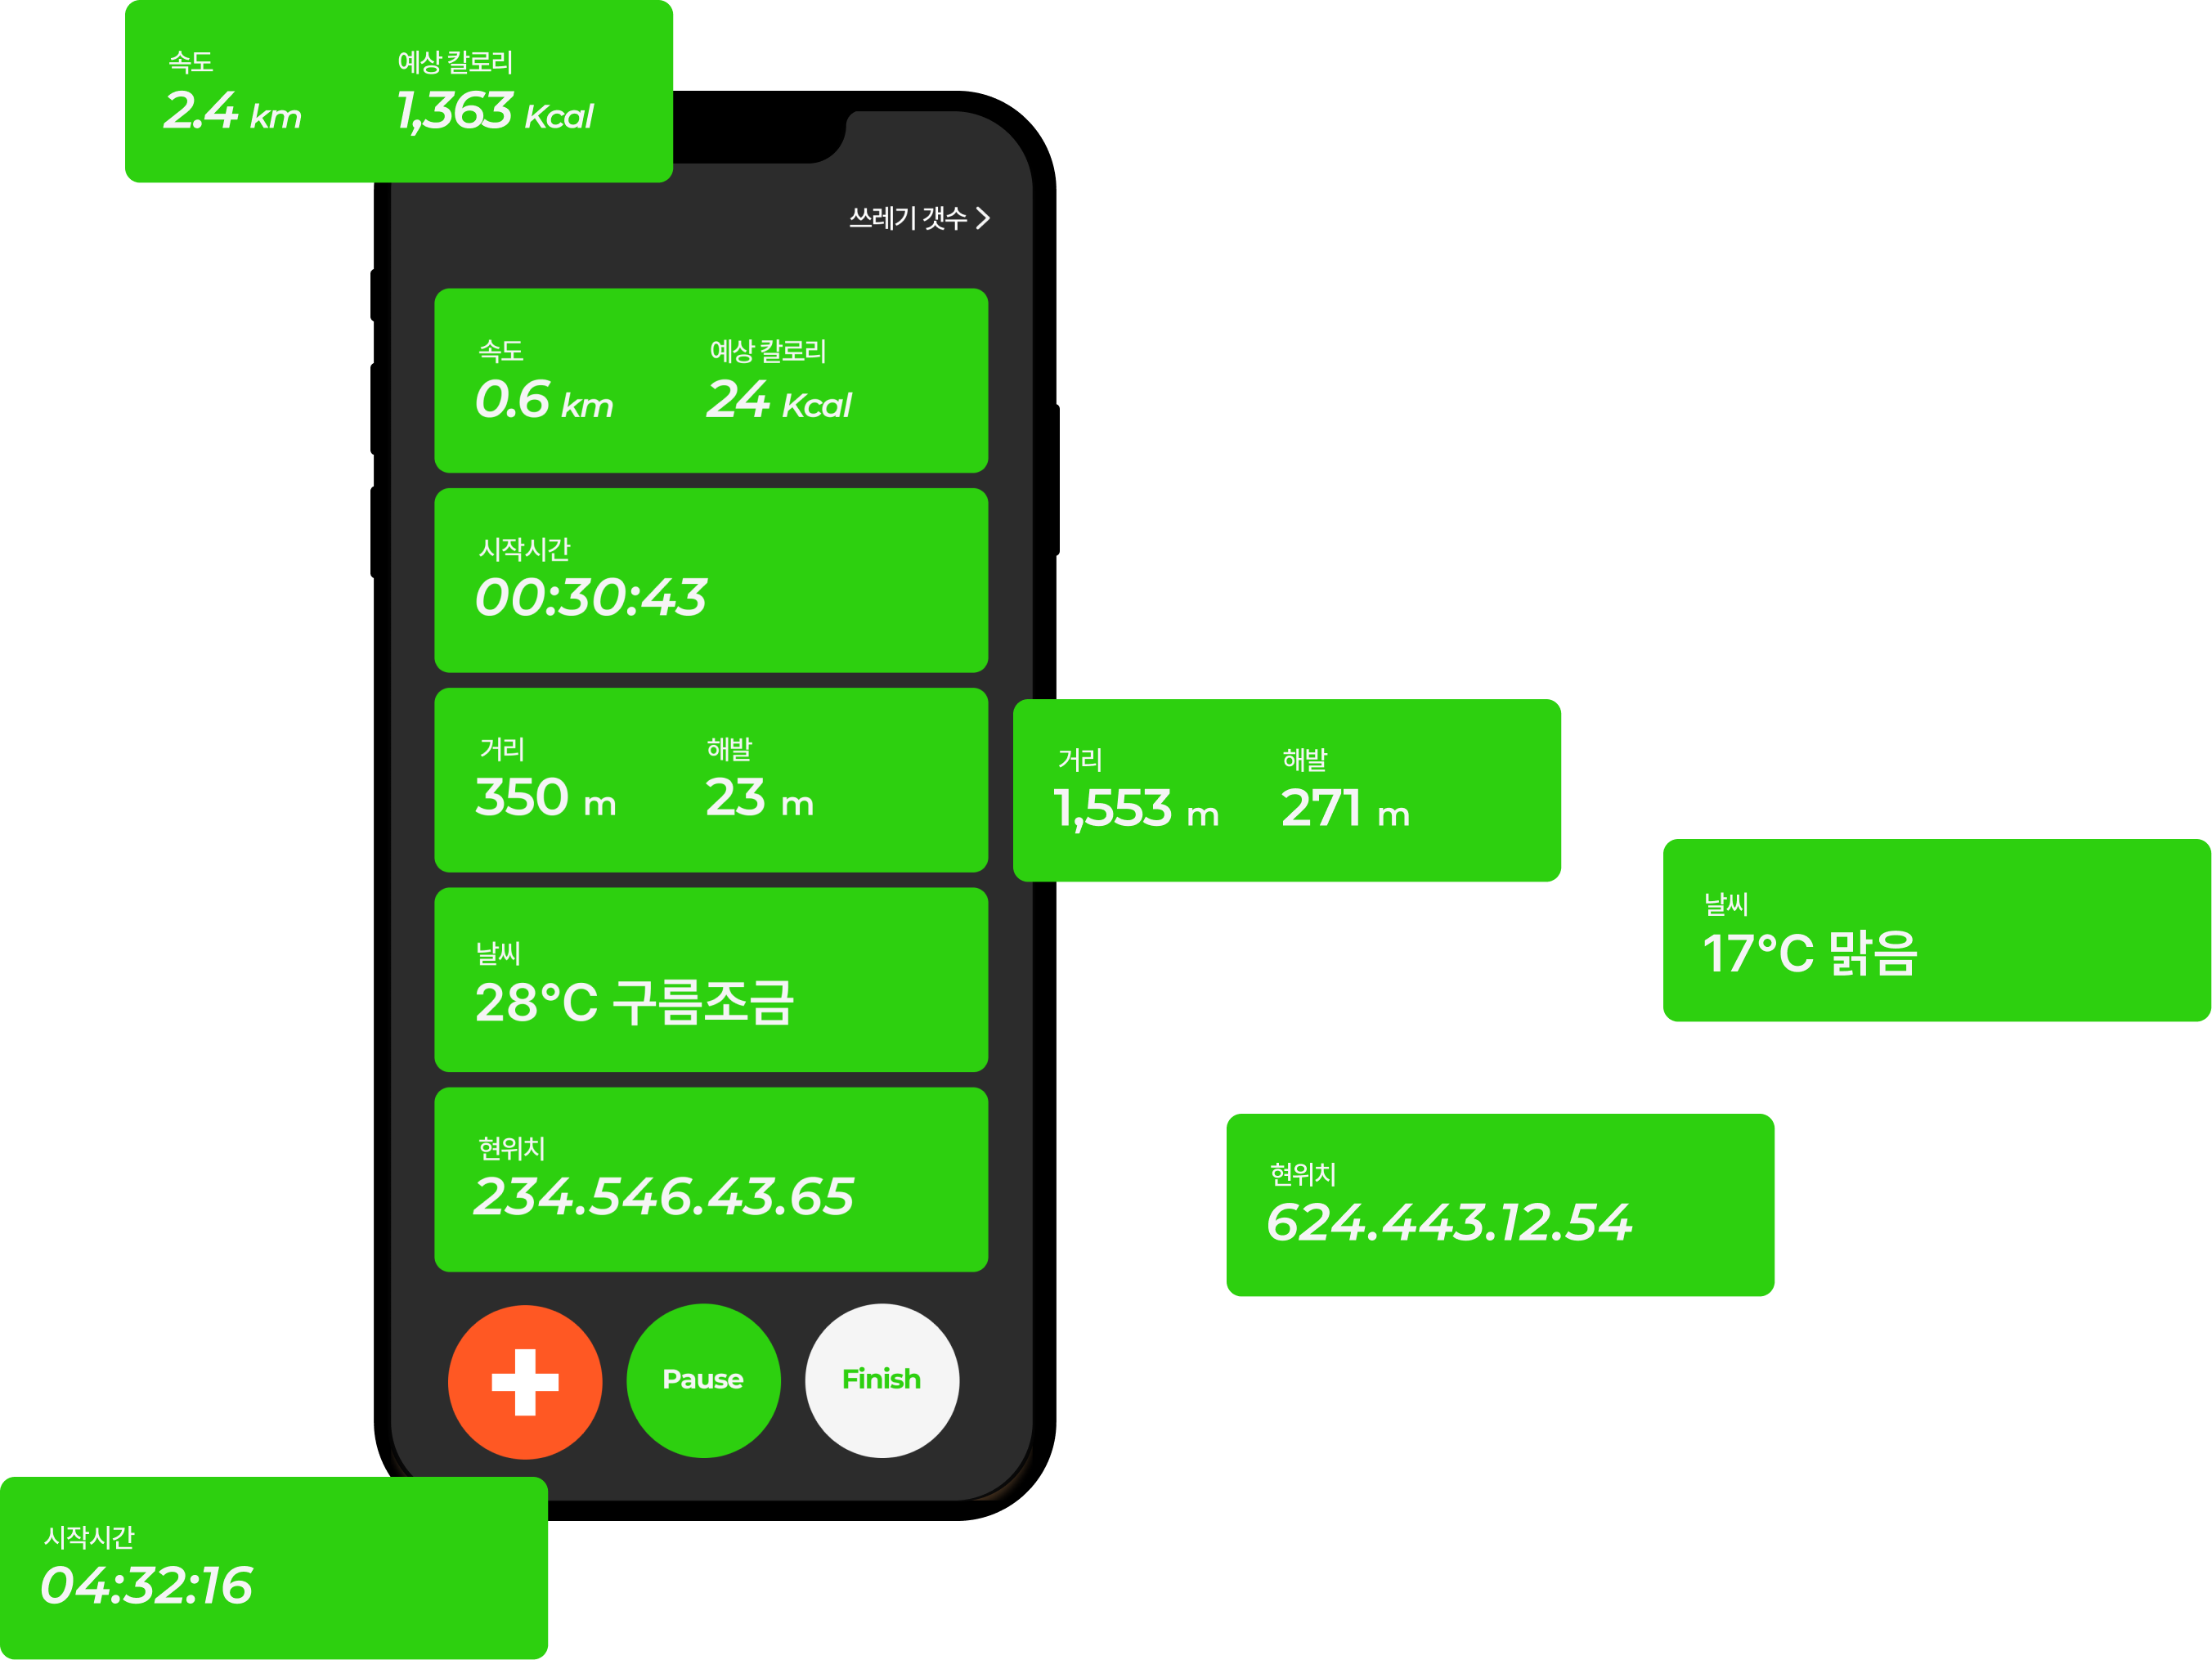 속도 예상 칼로리
2.4 km 1,363 Kcal
쓰레기 갯수 >
속도 예상 칼로리
0.6 km 24 Kcal
시작시간
00:30:43
거리 해발
350 m 23 m
거리 해발
1,533 m 271 m
날씨
28°C 구름많음
날씨
17°C 맑음
현위치
234.546.43.65
현위치
624.443.12.54
Pause
Finish
시작시간
04:32:16